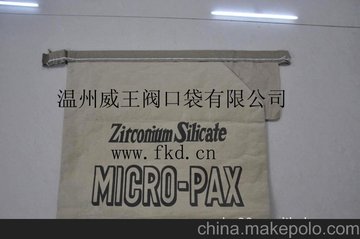 温州威王阀口袋有限公司
Zirconium Silicate
www.fkd.cn
MICRO-PAX
china.makepolo.com